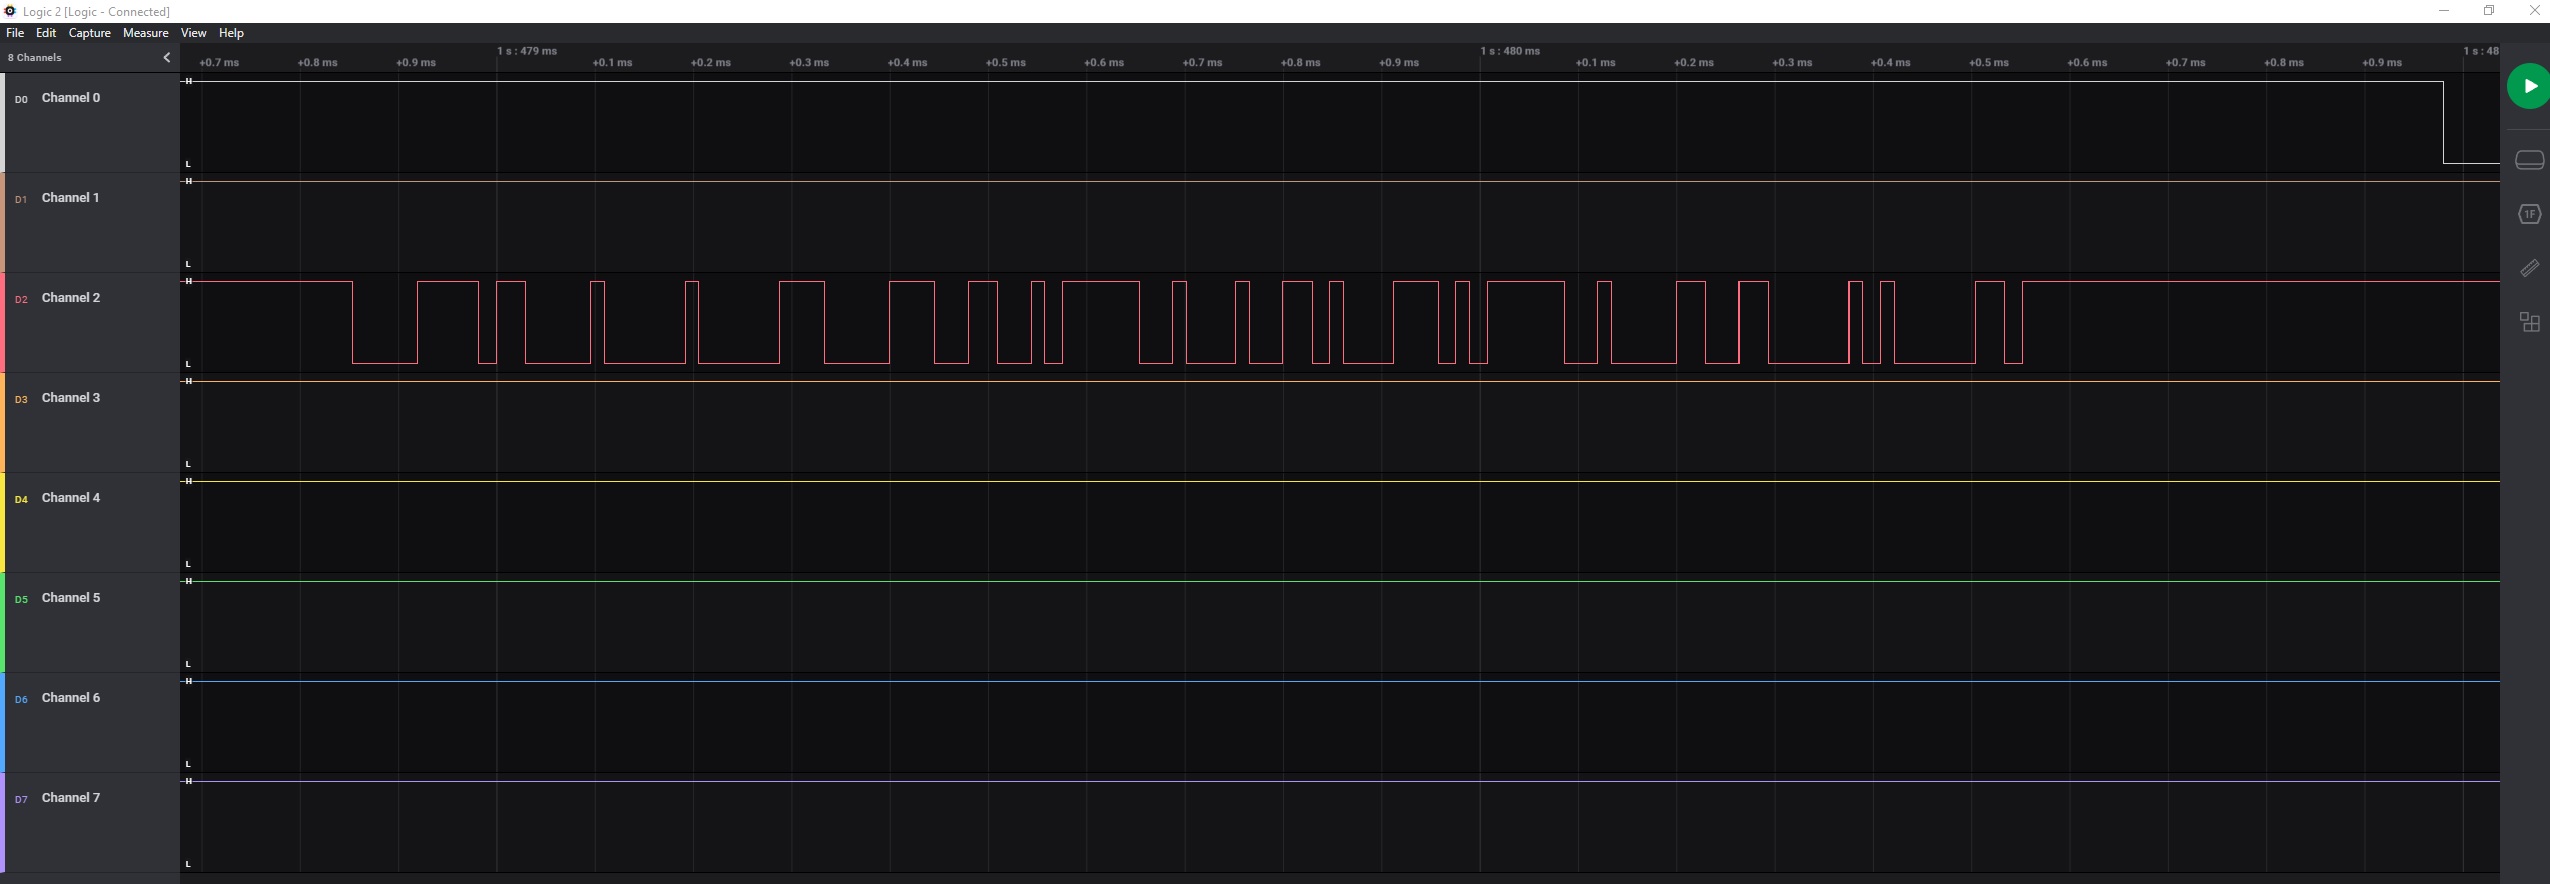 Logic 2 [Logic - Connected]
File Edit Capture Measure View Help
8 Channels
1 s : 479 ms 1 s : 480 ms 1 s : 48
+0.7 ms +0.8 ms +0.9 ms +0.1 ms +0.2 ms +0.3 ms +0.4 ms +0.5 ms +0.6 ms +0.7 ms +0.8 ms +0.9 ms +0.1 ms +0.2 ms +0.3 ms +0.4 ms +0.5 ms +0.6 ms +0.7 ms +0.8 ms +0.9 ms
H
D0 Channel 0
L
H
D1 Channel 1
L
H
D2 Channel 2
L
H
D3 Channel 3
L
H
D4 Channel 4
L
H
D5 Channel 5
L
H
D6 Channel 6
L
H
D7 Channel 7
L
1F